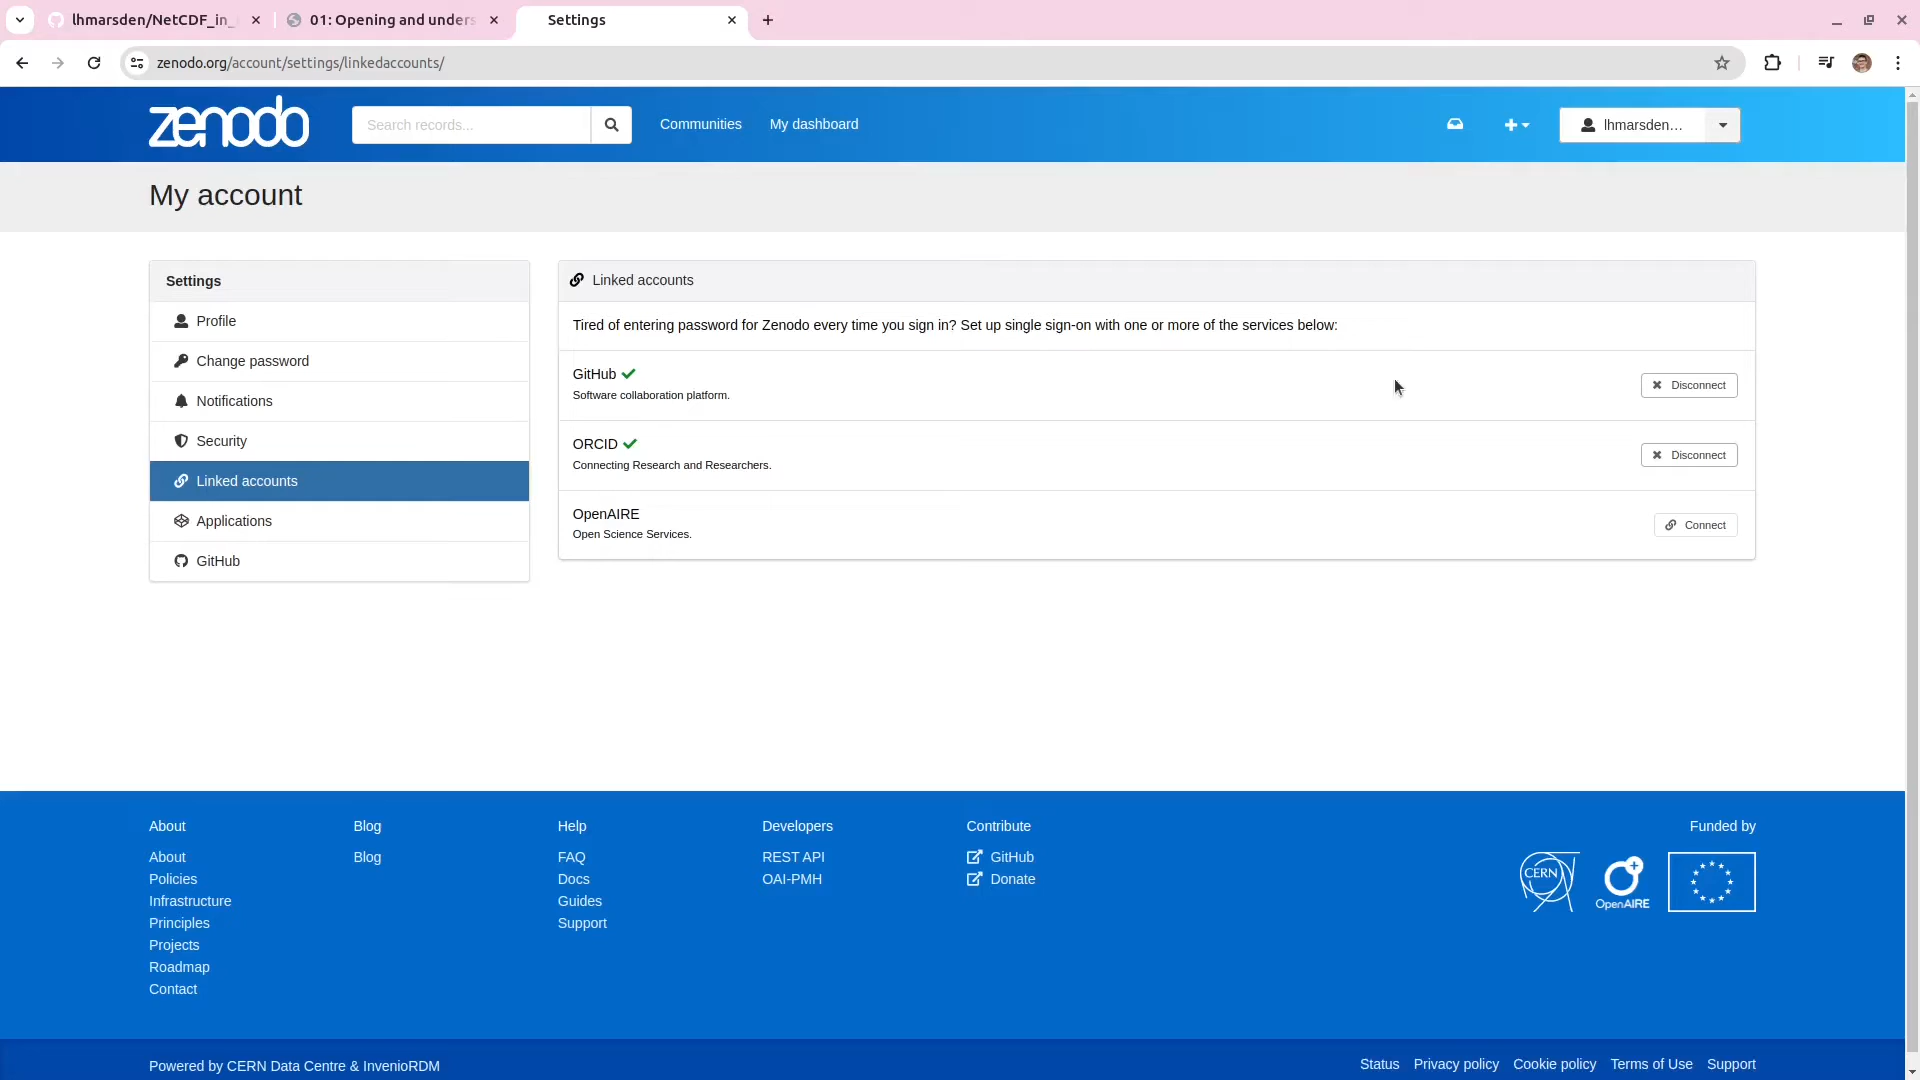 lhmarsden/NetCDF_in_
01: Opening and unders
Settings
zenodo.org/account/settings/linkedaccounts/
zenodo
Search records...
Communities
My dashboard
lhmarsden...
My account
Settings
Profile
Change password
Notifications
Security
Linked accounts
Applications
GitHub
Linked accounts
Tired of entering password for Zenodo every time you sign in? Set up single sign-on with one or more of the services below:
GitHub
Software collaboration platform.
Disconnect
ORCID
Connecting Research and Researchers.
Disconnect
OpenAIRE
Open Science Services.
Connect
About
About
Policies
Infrastructure
Principles
Projects
Roadmap
Contact
Blog
Blog
Help
FAQ
Docs
Guides
Support
Developers
REST API
OAI-PMH
Contribute
GitHub
Donate
Funded by
CERN
OpenAIRE
Powered by CERN Data Centre & InvenioRDM
Status
Privacy policy
Cookie policy
Terms of Use
Support